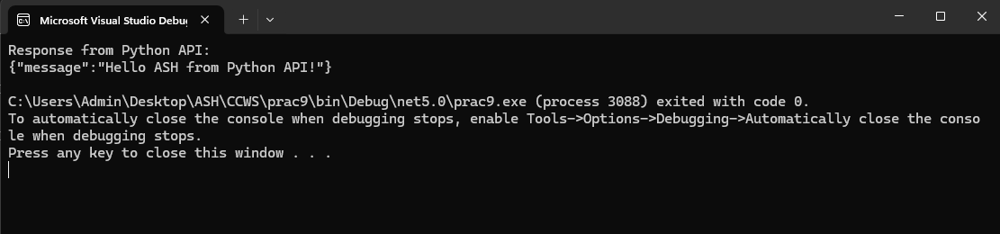 Microsoft Visual Studio Debug
Response from Python API:
{"message":"Hello ASH from Python API!"}
C:\Users\Admin\Desktop\ASH\CCWS\prac9\bin\Debug\net5.0\prac9.exe (process 3088) exited with code 0.
To automatically close the console when debugging stops, enable Tools->Options->Debugging->Automatically close the conso
le when debugging stops.
Press any key to close this window . . .